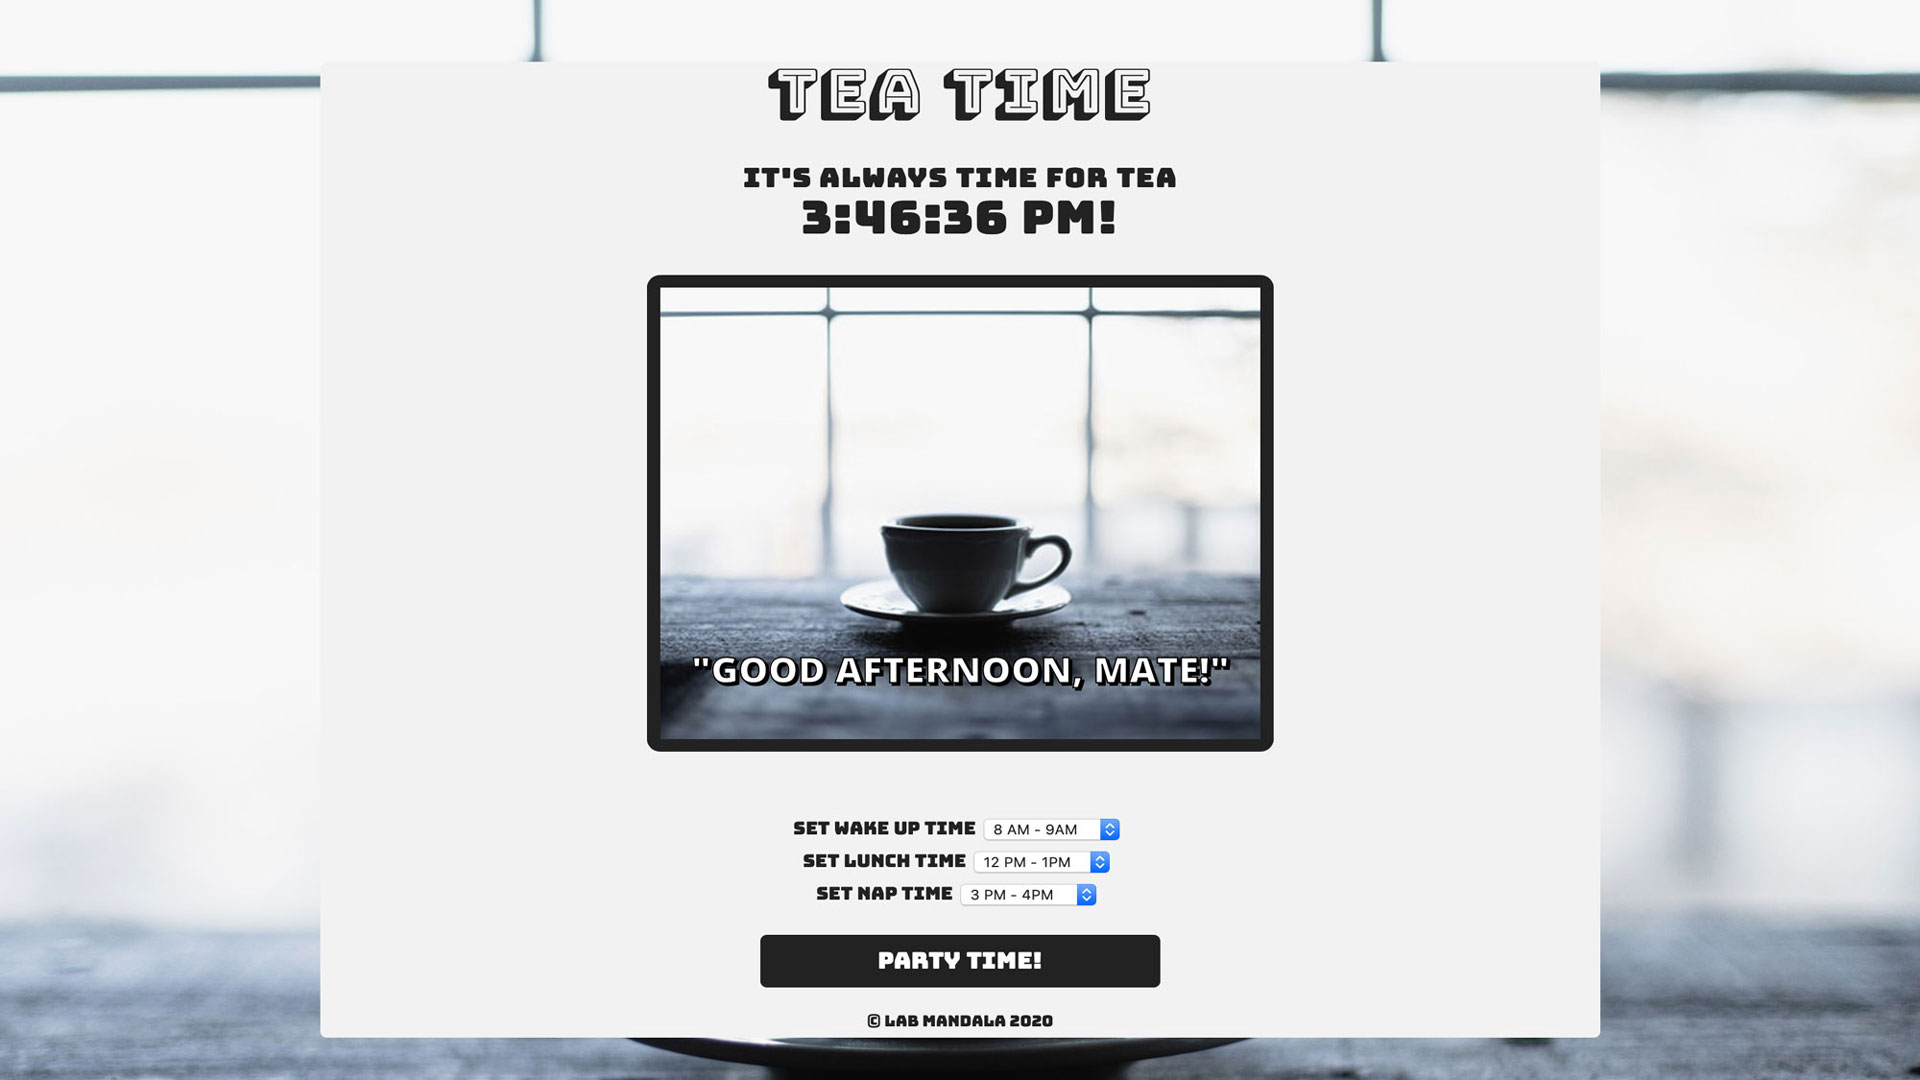 TEA TIME
IT'S ALWAYS TIME FOR TEA
3:46:36 PM!
"GOOD AFTERNOON, MATE!"
SET WAKE UP TIME 8 AM - 9AM
SET LUNCH TIME 12 PM - 1PM
SET NAP TIME 3 PM - 4PM
PARTY TIME!
© LAB MANDALA 2020